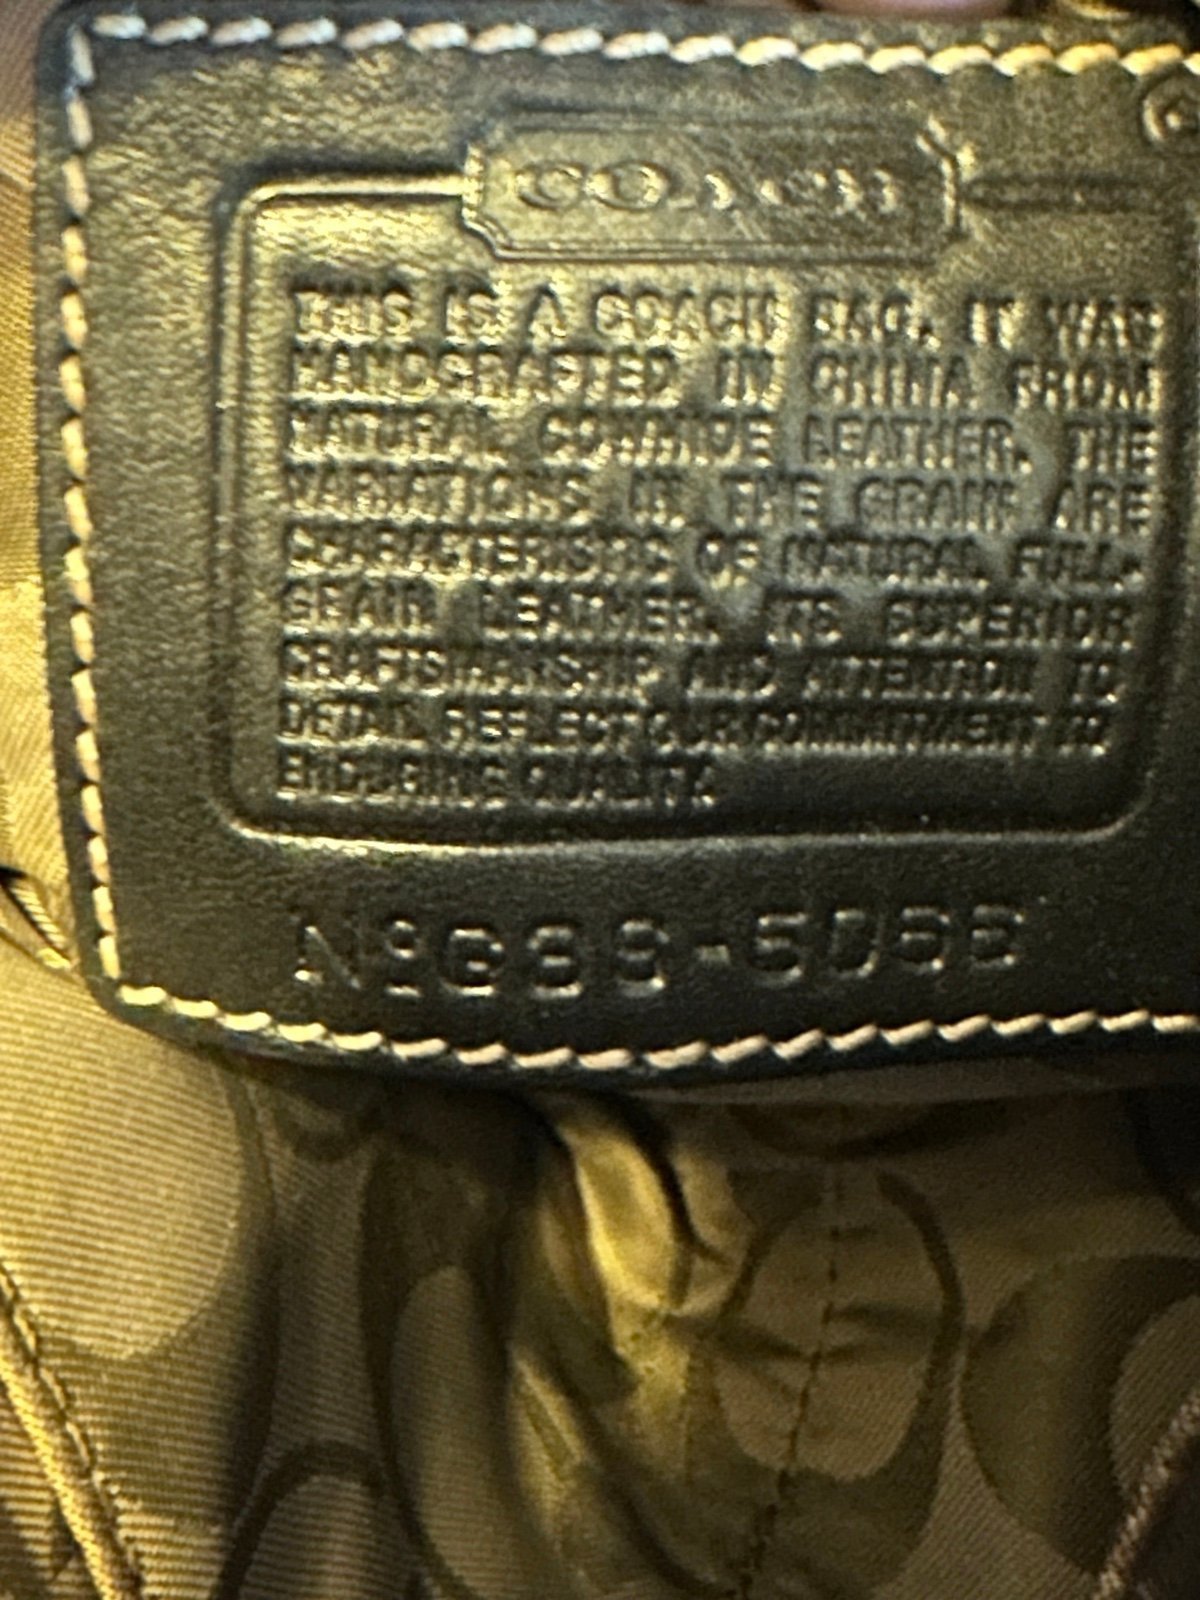 COACH
THIS IS A COACH BAG. IT WAS
HANDCRAFTED IN CHINA FROM
NATURAL COWHIDE LEATHER. THE
VARIATIONS IN THE GRAIN ARE
CHARACTERISTIC OF NATURAL FULL-
GRAIN LEATHER. ITS SUPERIOR
CRAFTSMANSHIP AND ATTENTION TO
DETAIL REFLECT OUR COMMITMENT TO
ENDURING QUALITY.